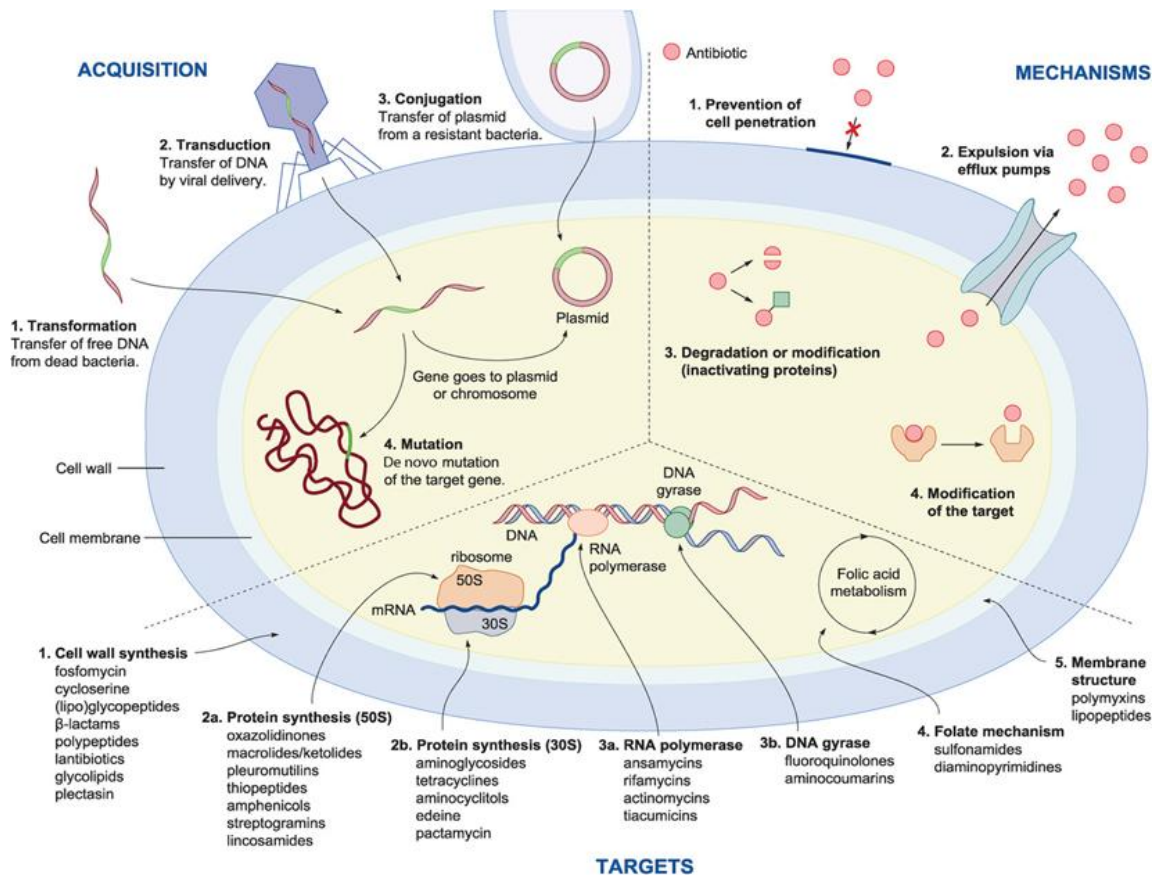 ACQUISITION
Antibiotic
MECHANISMS
3. Conjugation
Transfer of plasmid
from a resistant bacteria.
1. Prevention of
cell penetration
2. Transduction
Transfer of DNA
by viral delivery.
2. Expulsion via
efflux pumps
1. Transformation
Transfer of free DNA
from dead bacteria.
Plasmid
3. Degradation or modification
(inactivating proteins)
Gene goes to plasmid
or chromosome
4. Mutation
De novo mutation
of the target gene.
4. Modification
of the target
Cell wall
Cell membrane
DNA
gyrase
DNA
RNA
polymerase
ribosome
50S
mRNA
30S
Folic acid
metabolism
1. Cell wall synthesis
fosfomycin
cycloserine
(lipo)glycopeptides
β-lactams
polypeptides
lantibiotics
glycolipids
plectasin
2a. Protein synthesis (50S)
oxazolidinones
macrolides/ketolides
pleuromutilins
thiopeptides
amphenicols
streptogramins
lincosamides
2b. Protein synthesis (30S)
aminoglycosides
tetracyclines
aminocyclitols
edeine
pactamycin
3a. RNA polymerase
ansamycins
rifamycins
actinomycins
tiacumicins
3b. DNA gyrase
fluoroquinolones
aminocoumarins
4. Folate mechanism
sulfonamides
diaminopyrimidines
5. Membrane
structure
polymyxins
lipopeptides
TARGETS